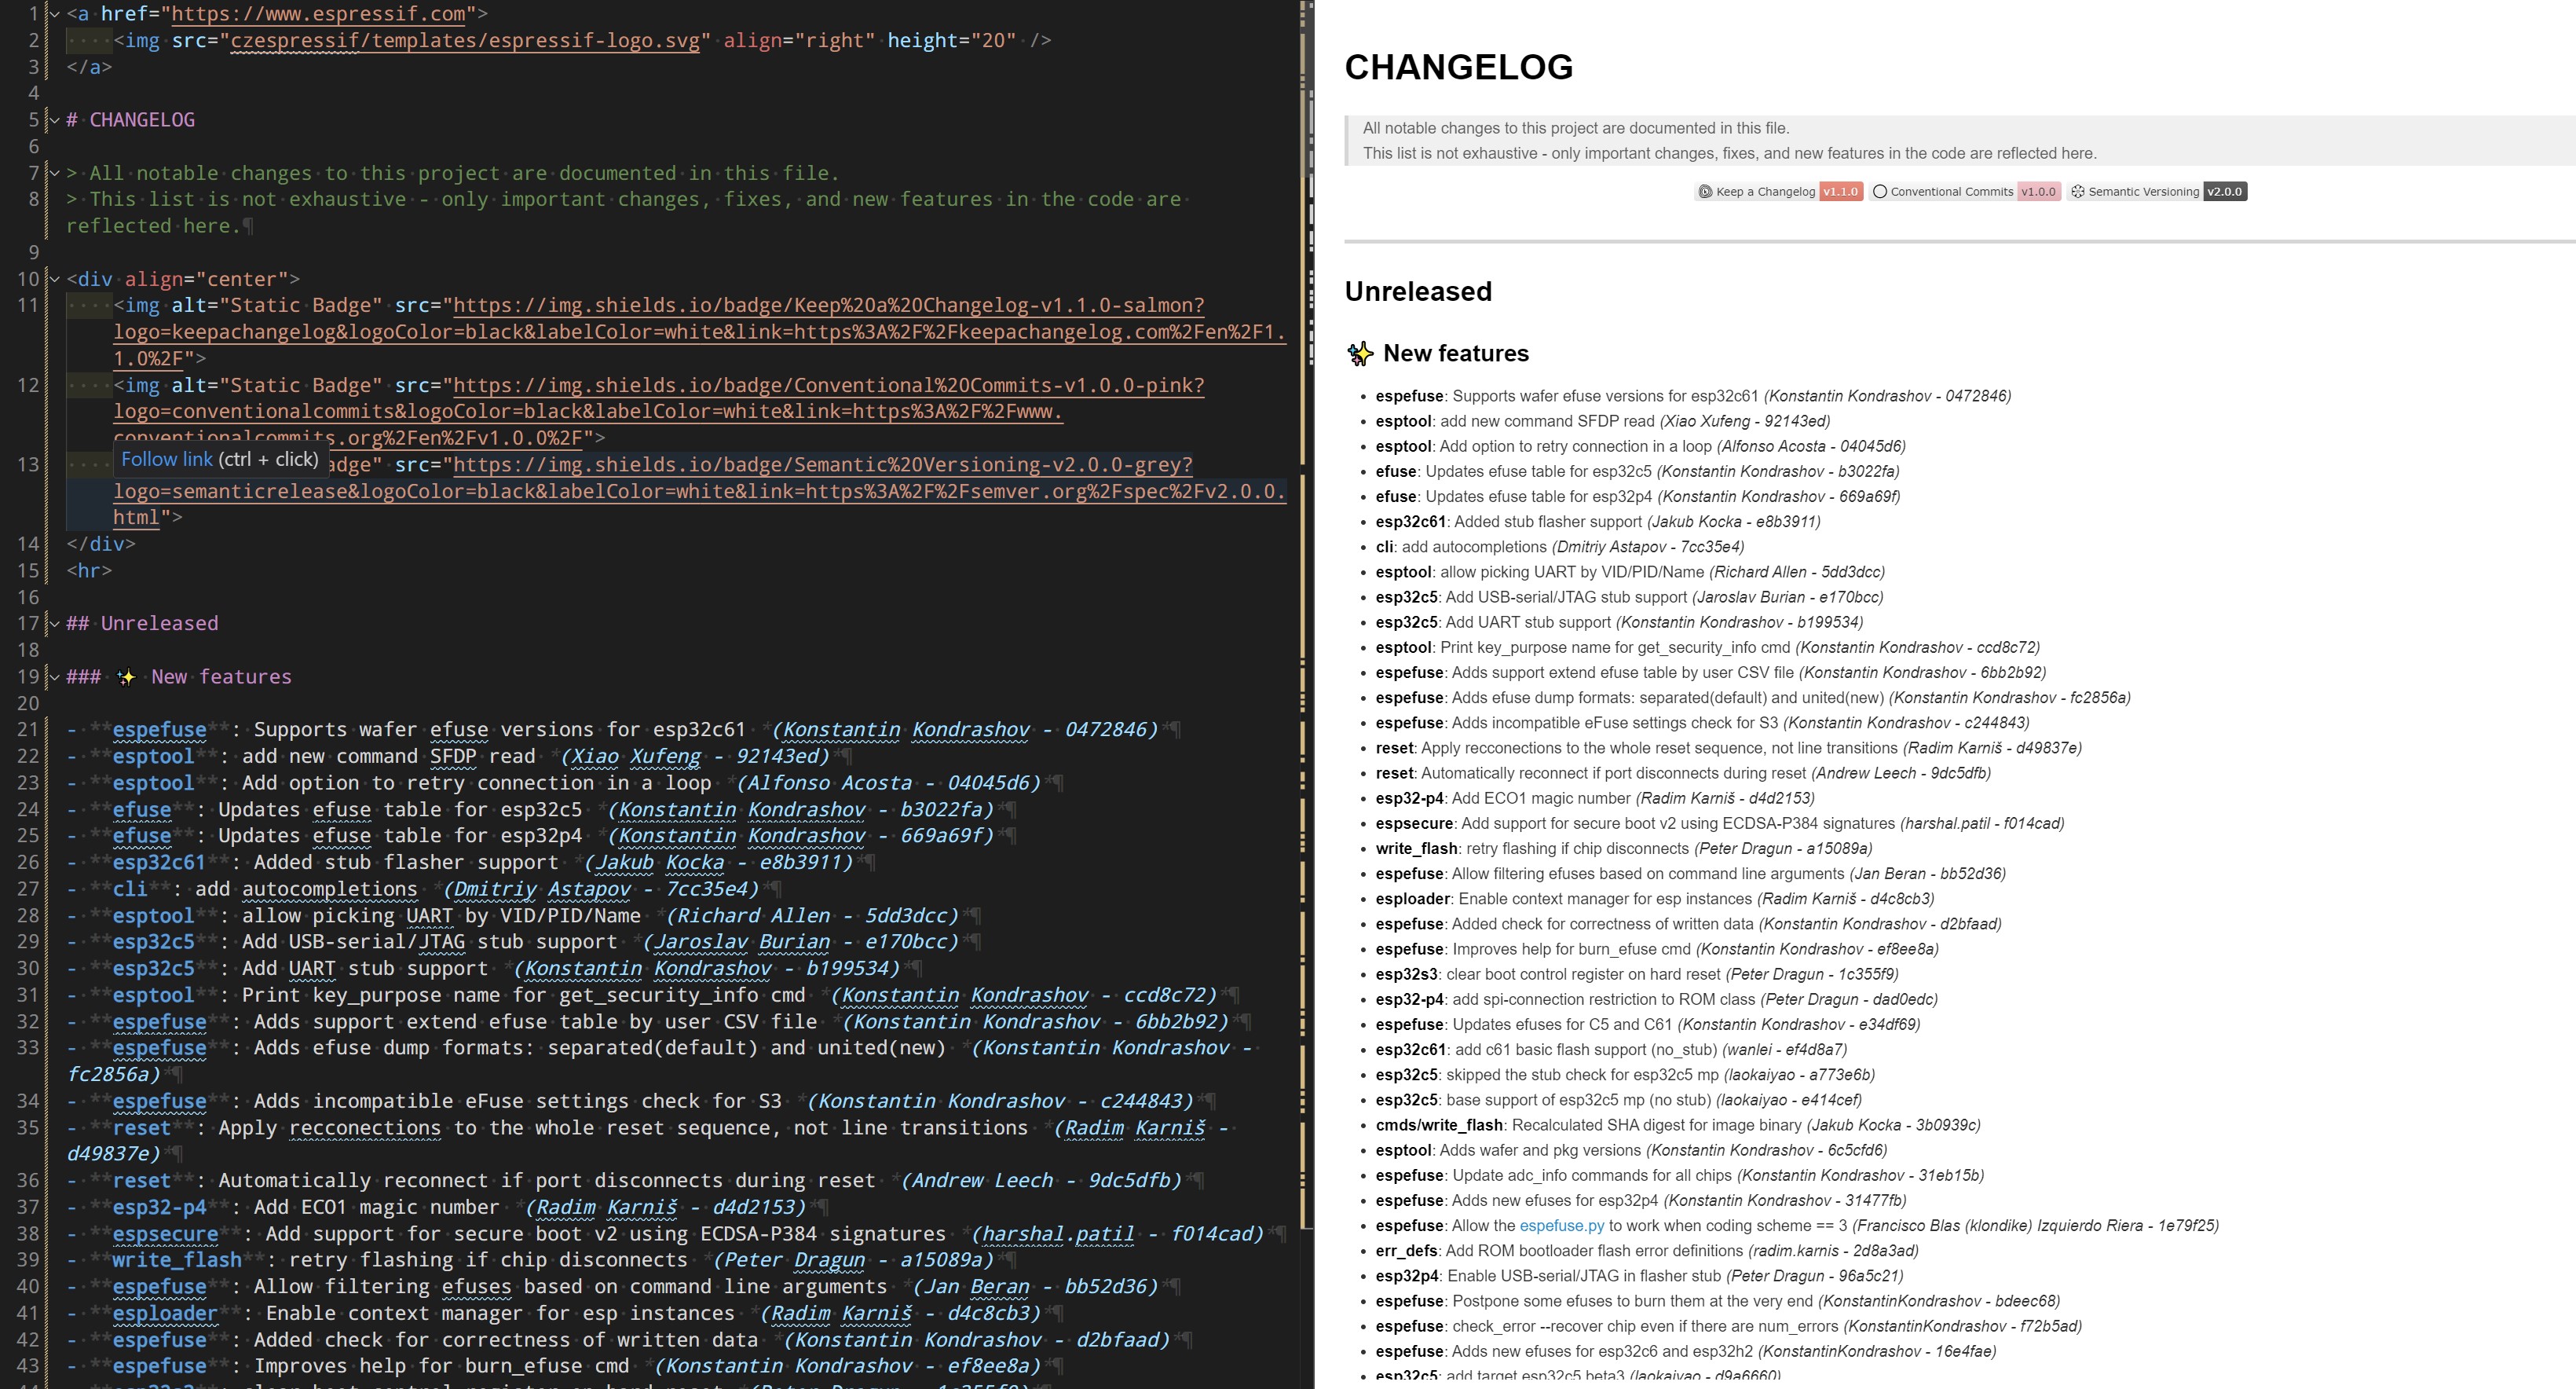 1 <a href="https://www.espressif.com">
2 <img src="czespressif/templates/espressif-logo.svg" align="right" height="20" />
3 </a>
4
5 # CHANGELOG
6
7 > All notable changes to this project are documented in this file.
8 > This list is not exhaustive - only important changes, fixes, and new features in the code are
reflected here.¶
9
10 <div align="center">
11 <img alt="Static Badge" src="https://img.shields.io/badge/Keep%20a%20Changelog-v1.1.0-salmon?
logo=keepachangelog&logoColor=black&labelColor=white&link=https%3A%2F%2Fkeepachangelog.com%2Fen%2F1.
1.0%2F">
12 <img alt="Static Badge" src="https://img.shields.io/badge/Conventional%20Commits-v1.0.0-pink?
logo=conventionalcommits&logoColor=black&labelColor=white&link=https%3A%2F%2Fwww.
conventionalcommits.org%2Fen%2Fv1.0.0%2F">
Follow link (ctrl + click)
13 adge" src="https://img.shields.io/badge/Semantic%20Versioning-v2.0.0-grey?
logo=semanticrelease&logoColor=black&labelColor=white&link=https%3A%2F%2Fsemver.org%2Fspec%2Fv2.0.0.
html">
14 </div>
15 <hr>
16
17 ## Unreleased
18
19 ### ✨ New features
20
21 - **espefuse**: Supports wafer efuse versions for esp32c61 *(Konstantin Kondrashov - 0472846)*¶
22 - **esptool**: add new command SFDP read *(Xiao Xufeng - 92143ed)*¶
23 - **esptool**: Add option to retry connection in a loop *(Alfonso Acosta - 04045d6)*¶
24 - **efuse**: Updates efuse table for esp32c5 *(Konstantin Kondrashov - b3022fa)*¶
25 - **efuse**: Updates efuse table for esp32p4 *(Konstantin Kondrashov - 669a69f)*¶
26 - **esp32c61**: Added stub flasher support *(Jakub Kocka - e8b3911)*¶
27 - **cli**: add autocompletions *(Dmitriy Astapov - 7cc35e4)*¶
28 - **esptool**: allow picking UART by VID/PID/Name *(Richard Allen - 5dd3dcc)*¶
29 - **esp32c5**: Add USB-serial/JTAG stub support *(Jaroslav Burian - e170bcc)*¶
30 - **esp32c5**: Add UART stub support *(Konstantin Kondrashov - b199534)*¶
31 - **esptool**: Print key_purpose name for get_security_info cmd *(Konstantin Kondrashov - ccd8c72)*¶
32 - **espefuse**: Adds support extend efuse table by user CSV file *(Konstantin Kondrashov - 6bb2b92)*¶
33 - **espefuse**: Adds efuse dump formats: separated(default) and united(new) *(Konstantin Kondrashov -
fc2856a)*¶
34 - **espefuse**: Adds incompatible eFuse settings check for S3 *(Konstantin Kondrashov - c244843)*¶
35 - **reset**: Apply recconections to the whole reset sequence, not line transitions *(Radim Karniš -
d49837e)*¶
36 - **reset**: Automatically reconnect if port disconnects during reset *(Andrew Leech - 9dc5dfb)*¶
37 - **esp32-p4**: Add ECO1 magic number *(Radim Karniš - d4d2153)*¶
38 - **espsecure**: Add support for secure boot v2 using ECDSA-P384 signatures *(harshal.patil - f014cad)*¶
39 - **write_flash**: retry flashing if chip disconnects *(Peter Dragun - a15089a)*¶
40 - **espefuse**: Allow filtering efuses based on command line arguments *(Jan Beran - bb52d36)*¶
41 - **esploader**: Enable context manager for esp instances *(Radim Karniš - d4c8cb3)*¶
42 - **espefuse**: Added check for correctness of written data *(Konstantin Kondrashov - d2bfaad)*¶
43 - **espefuse**: Improves help for burn_efuse cmd *(Konstantin Kondrashov - ef8ee8a)*¶
CHANGELOG
All notable changes to this project are documented in this file.
This list is not exhaustive - only important changes, fixes, and new features in the code are reflected here.
Keep a Changelog v1.1.0 Conventional Commits v1.0.0 Semantic Versioning v2.0.0
Unreleased
✨ New features
• espefuse: Supports wafer efuse versions for esp32c61 (Konstantin Kondrashov - 0472846)
• esptool: add new command SFDP read (Xiao Xufeng - 92143ed)
• esptool: Add option to retry connection in a loop (Alfonso Acosta - 04045d6)
• efuse: Updates efuse table for esp32c5 (Konstantin Kondrashov - b3022fa)
• efuse: Updates efuse table for esp32p4 (Konstantin Kondrashov - 669a69f)
• esp32c61: Added stub flasher support (Jakub Kocka - e8b3911)
• cli: add autocompletions (Dmitriy Astapov - 7cc35e4)
• esptool: allow picking UART by VID/PID/Name (Richard Allen - 5dd3dcc)
• esp32c5: Add USB-serial/JTAG stub support (Jaroslav Burian - e170bcc)
• esp32c5: Add UART stub support (Konstantin Kondrashov - b199534)
• esptool: Print key_purpose name for get_security_info cmd (Konstantin Kondrashov - ccd8c72)
• espefuse: Adds support extend efuse table by user CSV file (Konstantin Kondrashov - 6bb2b92)
• espefuse: Adds efuse dump formats: separated(default) and united(new) (Konstantin Kondrashov - fc2856a)
• espefuse: Adds incompatible eFuse settings check for S3 (Konstantin Kondrashov - c244843)
• reset: Apply recconections to the whole reset sequence, not line transitions (Radim Karniš - d49837e)
• reset: Automatically reconnect if port disconnects during reset (Andrew Leech - 9dc5dfb)
• esp32-p4: Add ECO1 magic number (Radim Karniš - d4d2153)
• espsecure: Add support for secure boot v2 using ECDSA-P384 signatures (harshal.patil - f014cad)
• write_flash: retry flashing if chip disconnects (Peter Dragun - a15089a)
• espefuse: Allow filtering efuses based on command line arguments (Jan Beran - bb52d36)
• esploader: Enable context manager for esp instances (Radim Karniš - d4c8cb3)
• espefuse: Added check for correctness of written data (Konstantin Kondrashov - d2bfaad)
• espefuse: Improves help for burn_efuse cmd (Konstantin Kondrashov - ef8ee8a)
• esp32s3: clear boot control register on hard reset (Peter Dragun - 1c355f9)
• esp32-p4: add spi-connection restriction to ROM class (Peter Dragun - dad0edc)
• espefuse: Updates efuses for C5 and C61 (Konstantin Kondrashov - e34df69)
• esp32c61: add c61 basic flash support (no_stub) (wanlei - ef4d8a7)
• esp32c5: skipped the stub check for esp32c5 mp (laokaiyao - a773e6b)
• esp32c5: base support of esp32c5 mp (no stub) (laokaiyao - e414cef)
• cmds/write_flash: Recalculated SHA digest for image binary (Jakub Kocka - 3b0939c)
• esptool: Adds wafer and pkg versions (Konstantin Kondrashov - 6c5cfd6)
• espefuse: Update adc_info commands for all chips (Konstantin Kondrashov - 31eb15b)
• espefuse: Adds new efuses for esp32p4 (Konstantin Kondrashov - 31477fb)
• espefuse: Allow the espefuse.py to work when coding scheme == 3 (Francisco Blas (klondike) Izquierdo Riera - 1e79f25)
• err_defs: Add ROM bootloader flash error definitions (radim.karnis - 2d8a3ad)
• esp32p4: Enable USB-serial/JTAG in flasher stub (Peter Dragun - 96a5c21)
• espefuse: Postpone some efuses to burn them at the very end (KonstantinKondrashov - bdeec68)
• espefuse: check_error --recover chip even if there are num_errors (KonstantinKondrashov - f72b5ad)
• espefuse: Adds new efuses for esp32c6 and esp32h2 (KonstantinKondrashov - 16e4fae)
• esp32c5: add target esp32c5 beta3 (laokaiyao - d9a6660)